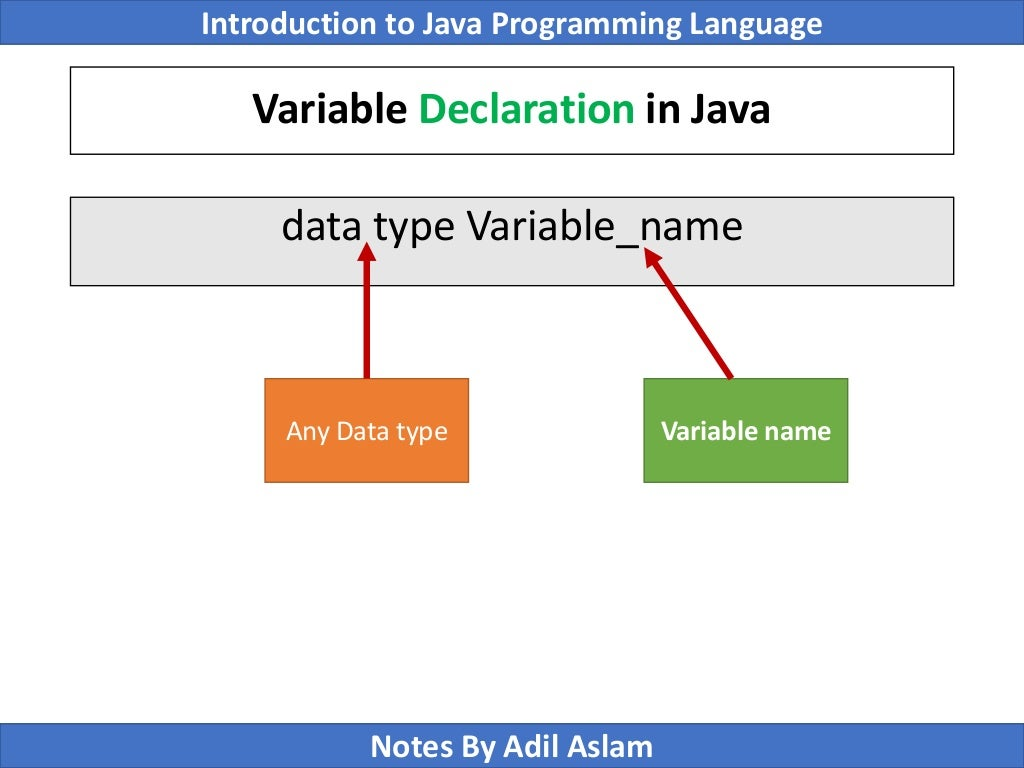 Introduction to Java Programming Language
Variable Declaration in Java
data type Variable_name
Any Data type
Variable name
Notes By Adil Aslam